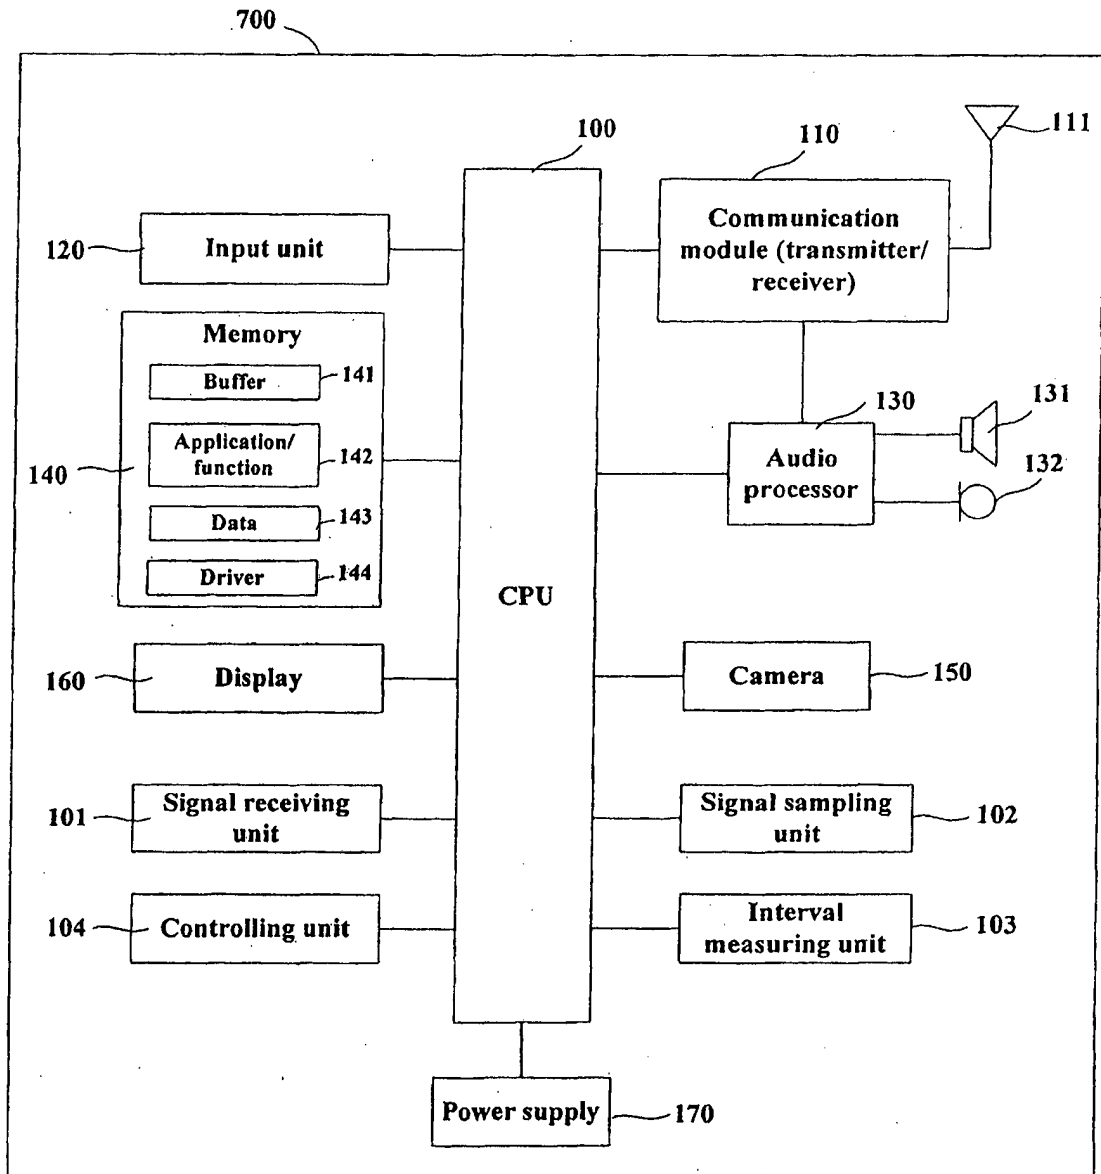 700
100
110
111
120
Input unit
Communication
module (transmitter/
receiver)
Memory
Buffer
141
Application/
function
142
140
Data
143
Driver
144
130
131
Audio
processor
132
CPU
160
Display
Camera
150
101
Signal receiving
unit
Signal sampling
unit
102
104
Controlling unit
Interval
measuring unit
103
Power supply
170